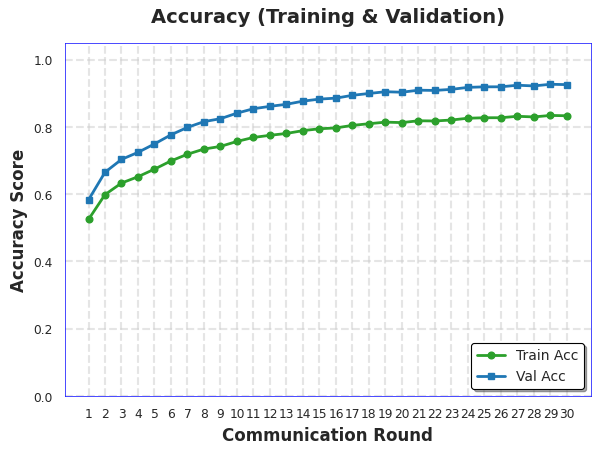 Accuracy (Training & Validation)
Accuracy Score
1.0
0.8
0.6
0.4
0.2
0.0
Train Acc
Val Acc
1 2 3 4 5 6 7 8 9 10 11 12 13 14 15 16 17 18 19 20 21 22 23 24 25 26 27 28 29 30
Communication Round